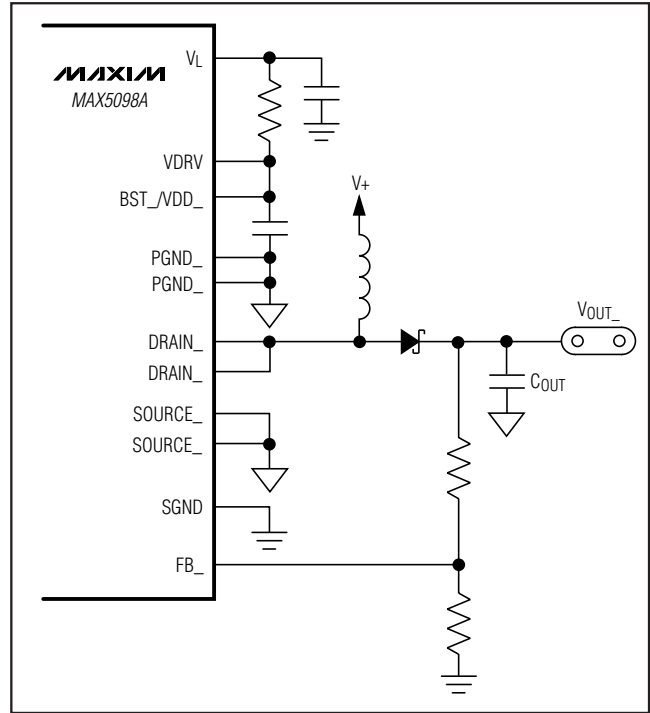 VL
MAXIM
MAX5098A
VDRV
BST_/VDD_
V+
PGND_
PGND_
VOUT_
DRAIN_
DRAIN_
COUT
SOURCE_
SOURCE_
SGND
FB_